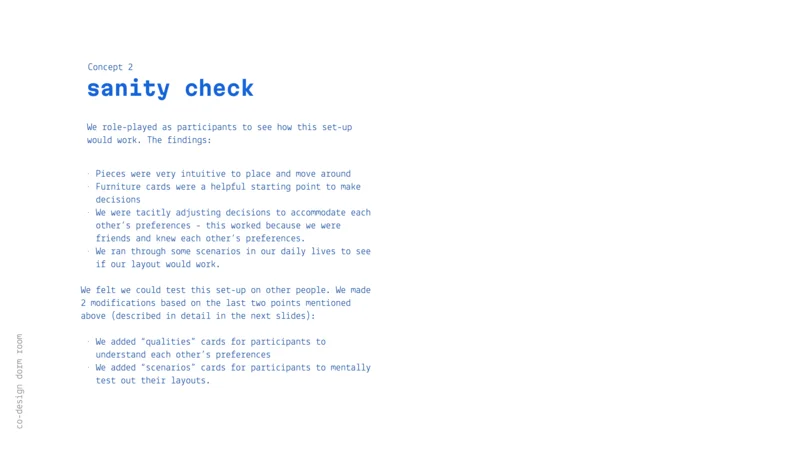 Concept 2
sanity check
We role-played as participants to see how this set-up
would work. The findings:
· Pieces were very intuitive to place and move around
· Furniture cards were a helpful starting point to make
decisions
· We were tacitly adjusting decisions to accommodate each
other's preferences - this worked because we were
friends and knew each other's preferences.
· We ran through some scenarios in our daily lives to see
if our layout would work.
We felt we could test this set-up on other people. We made
2 modifications based on the last two points mentioned
above (described in detail in the next slides):
· We added "qualities" cards for participants to
understand each other's preferences
· We added "scenarios" cards for participants to mentally
test out their layouts.
co-design dorm room